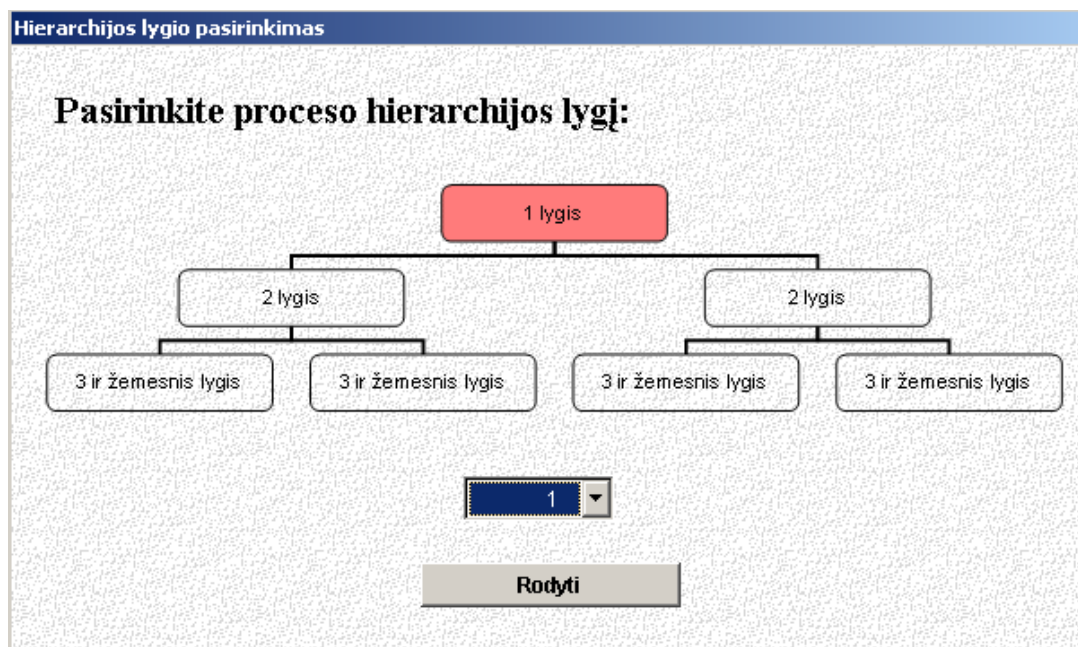 Hierarchijos lygio pasirinkimas
Pasirinkite proceso hierarchijos lygį:
1 lygis
2 lygis 2 lygis
3 ir žemesnis lygis 3 ir žemesnis lygis 3 ir žemesnis lygis 3 ir žemesnis lygis
1
Rodyti